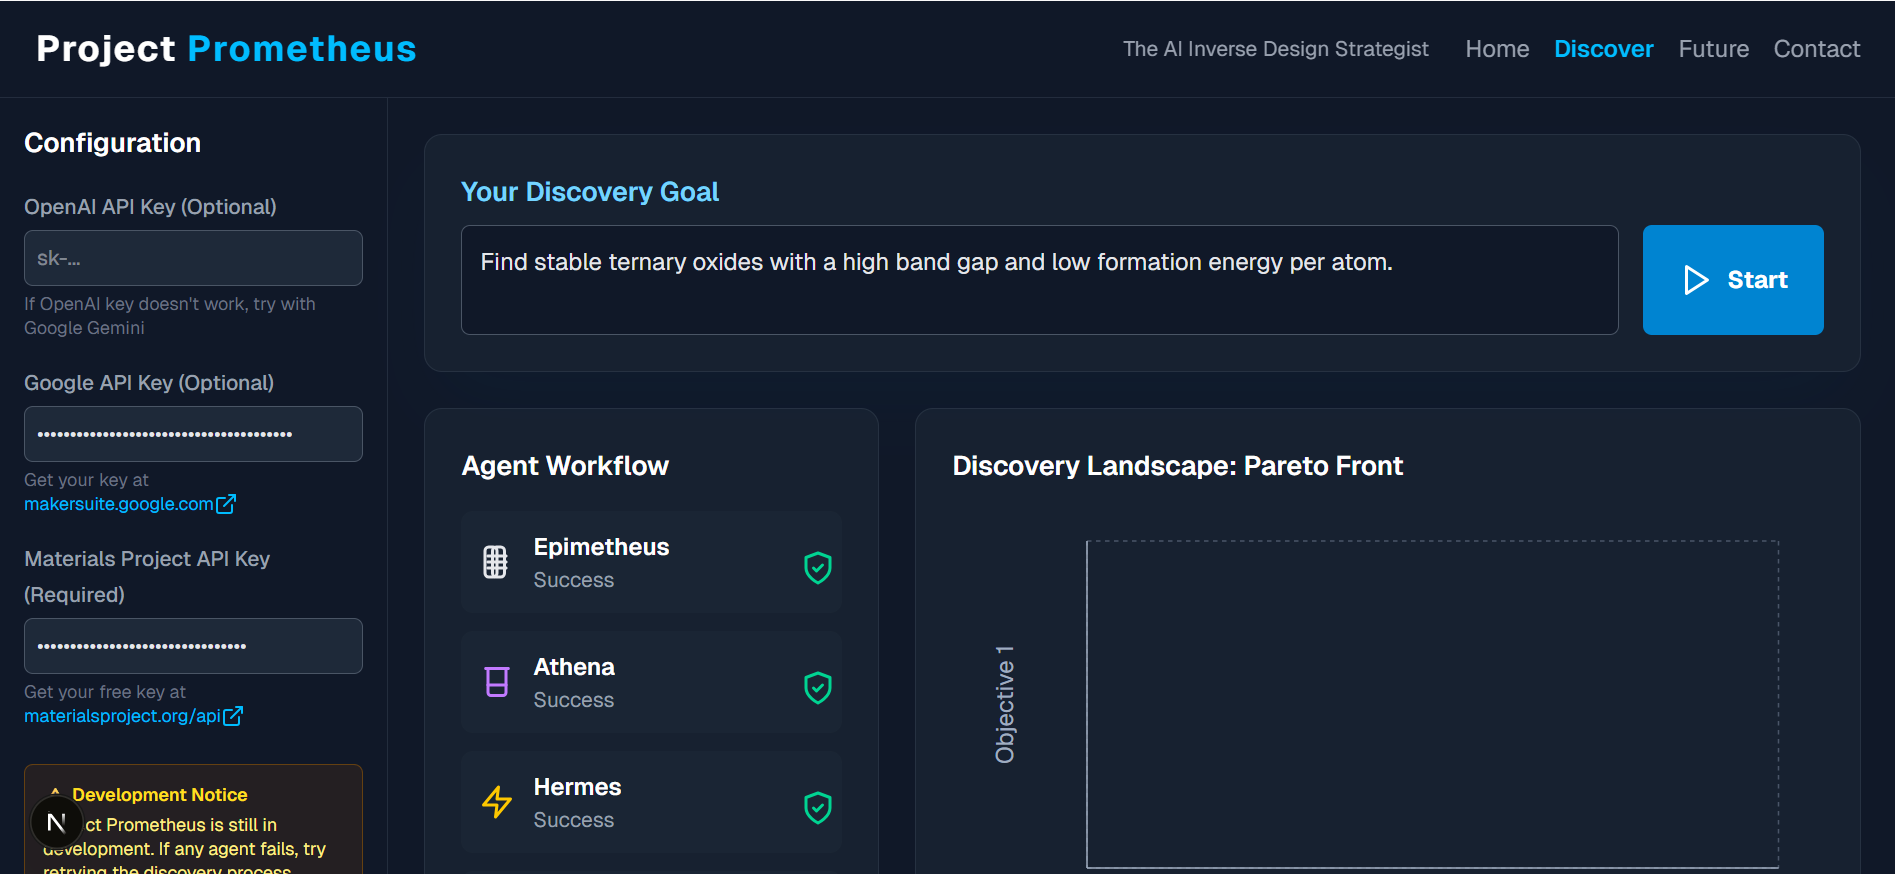 Project Prometheus
The AI Inverse Design Strategist
Home
Discover
Future
Contact
Configuration
OpenAI API Key (Optional)
sk-...
If OpenAI key doesn't work, try with
Google Gemini
Google API Key (Optional)
Get your key at
makersuite.google.com
Materials Project API Key
(Required)
Get your free key at
materialsproject.org/api
Development Notice
N
ct Prometheus is still in
development. If any agent fails, try
retrying the discovery process
Your Discovery Goal
Find stable ternary oxides with a high band gap and low formation energy per atom.
Start
Agent Workflow
Epimetheus
Success
Athena
Success
Hermes
Success
Discovery Landscape: Pareto Front
Objective 1